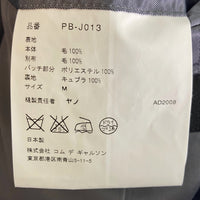 品番 PB-J013
表地
本体 毛 100%
別布 毛 100%
パッチ部分 ポリエステル 100%
裏地 キュプラ 100%
サイズ M
縫製責任者 ヤノ
AD2009
日本製
株式会社 コム デ ギャルソン
東京都港区南青山5-11-5